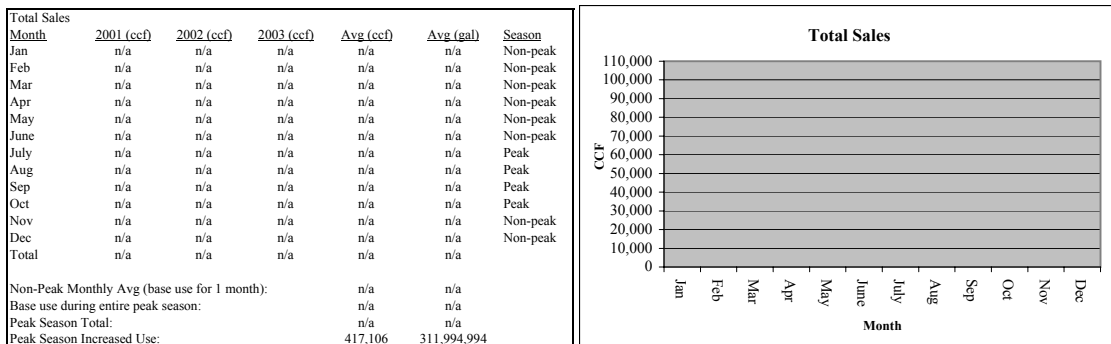 Total Sales
Month 2001 (ccf) 2002 (ccf) 2003 (ccf) Avg (ccf) Avg (gal) Season
Jan n/a n/a n/a n/a n/a Non-peak
Feb n/a n/a n/a n/a n/a Non-peak
Mar n/a n/a n/a n/a n/a Non-peak
Apr n/a n/a n/a n/a n/a Non-peak
May n/a n/a n/a n/a n/a Non-peak
June n/a n/a n/a n/a n/a Non-peak
July n/a n/a n/a n/a n/a Peak
Aug n/a n/a n/a n/a n/a Peak
Sep n/a n/a n/a n/a n/a Peak
Oct n/a n/a n/a n/a n/a Peak
Nov n/a n/a n/a n/a n/a Non-peak
Dec n/a n/a n/a n/a n/a Non-peak
Total n/a n/a n/a n/a n/a
Non-Peak Monthly Avg (base use for 1 month): n/a n/a
Base use during entire peak season: n/a n/a
Peak Season Total: n/a n/a
Peak Season Increased Use: 417,106 311,994,994
Total Sales
110,000
100,000
90,000
80,000
70,000
60,000
50,000
40,000
30,000
20,000
10,000
0
CCF
Jan Feb Mar Apr May June July Aug Sep Oct Nov Dec
Month